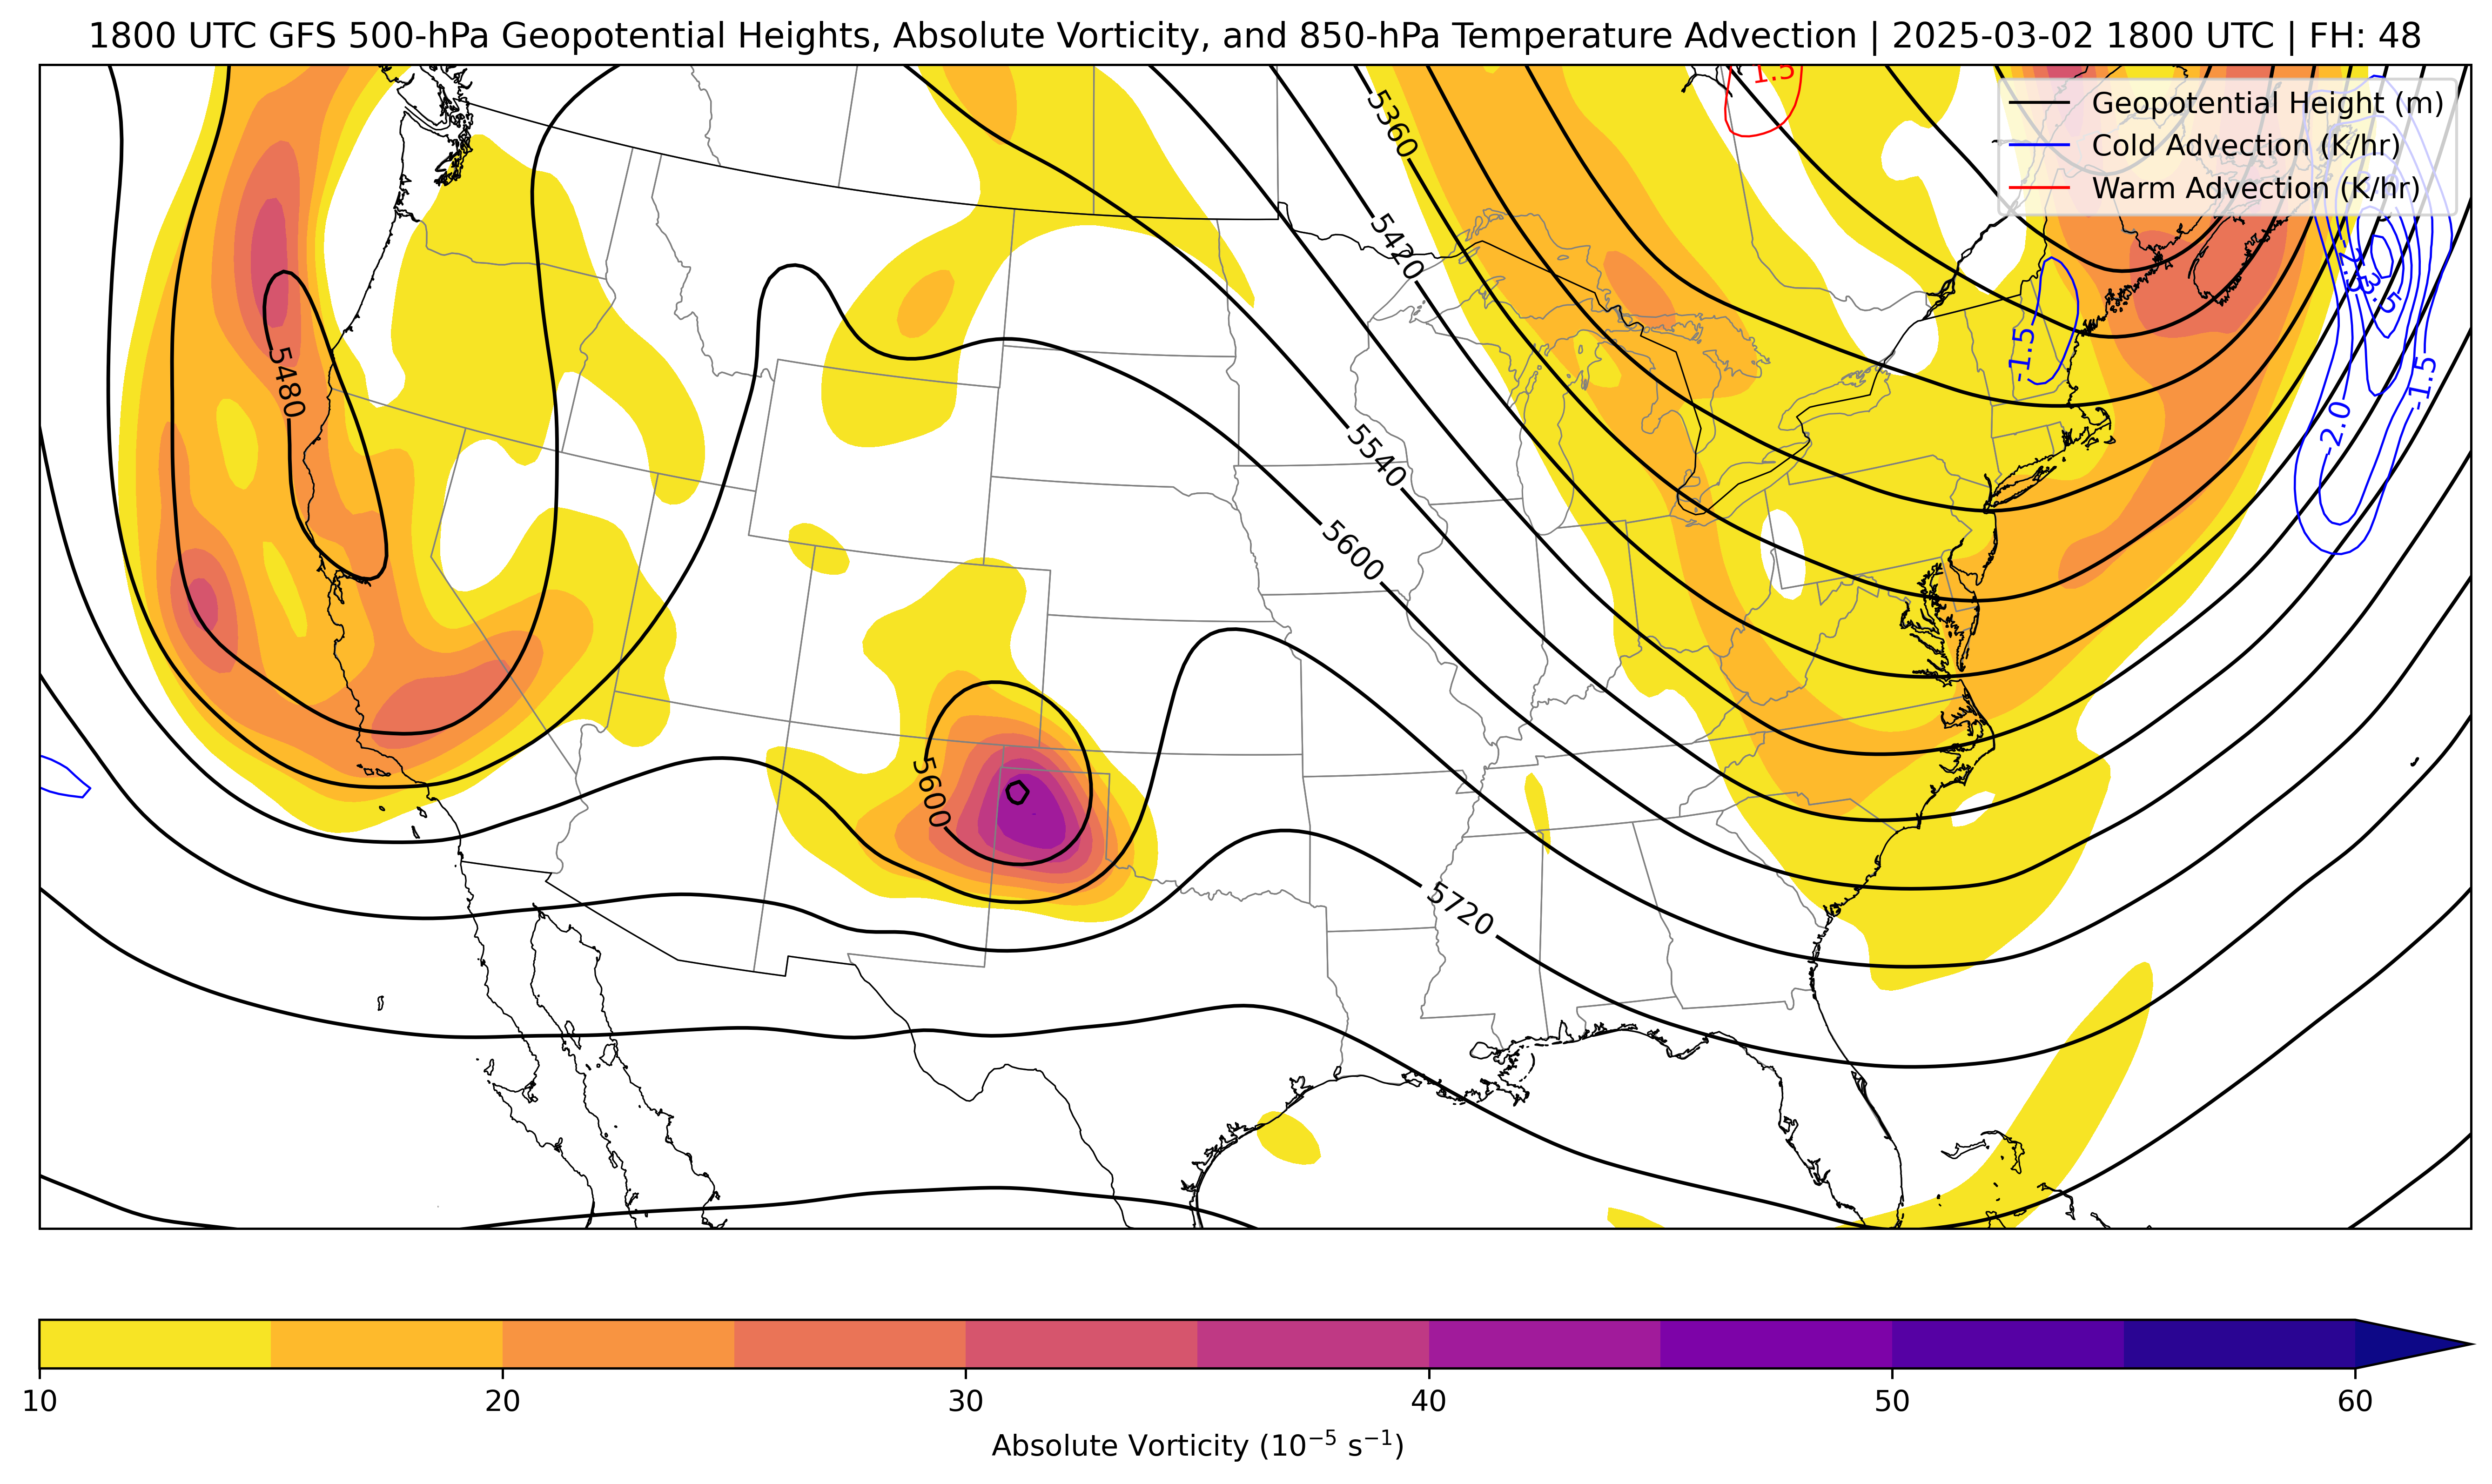 1800 UTC GFS 500-hPa Geopotential Heights, Absolute Vorticity, and 850-hPa Temperature Advection | 2025-03-02 1800 UTC | FH: 48
1.5
Geopotential Height (m)
Cold Advection (K/hr)
Warm Advection (K/hr)
5360
5420
5480
5540
5600
5600
5720
-1.5
-2.0
-1.5
10 20 30 40 50 60
Absolute Vorticity (10⁻⁵ s⁻¹)